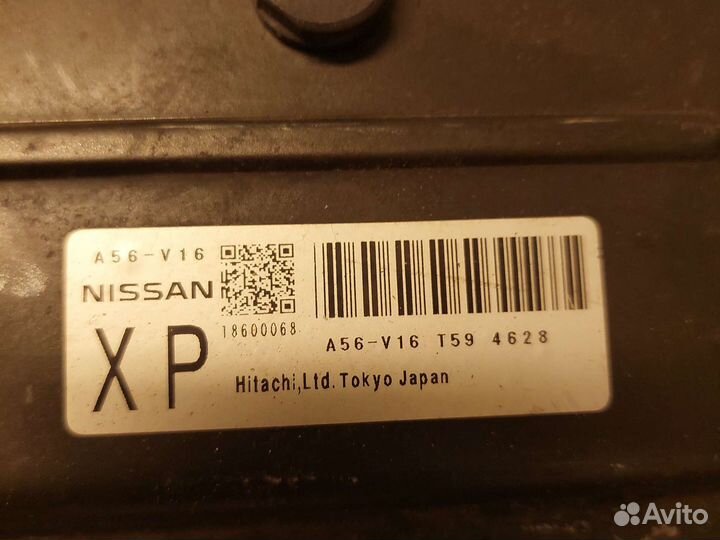 A56-V16
NISSAN
18600068
XP
A56-V16 T59 4628
Hitachi,Ltd.Tokyo Japan
Avito